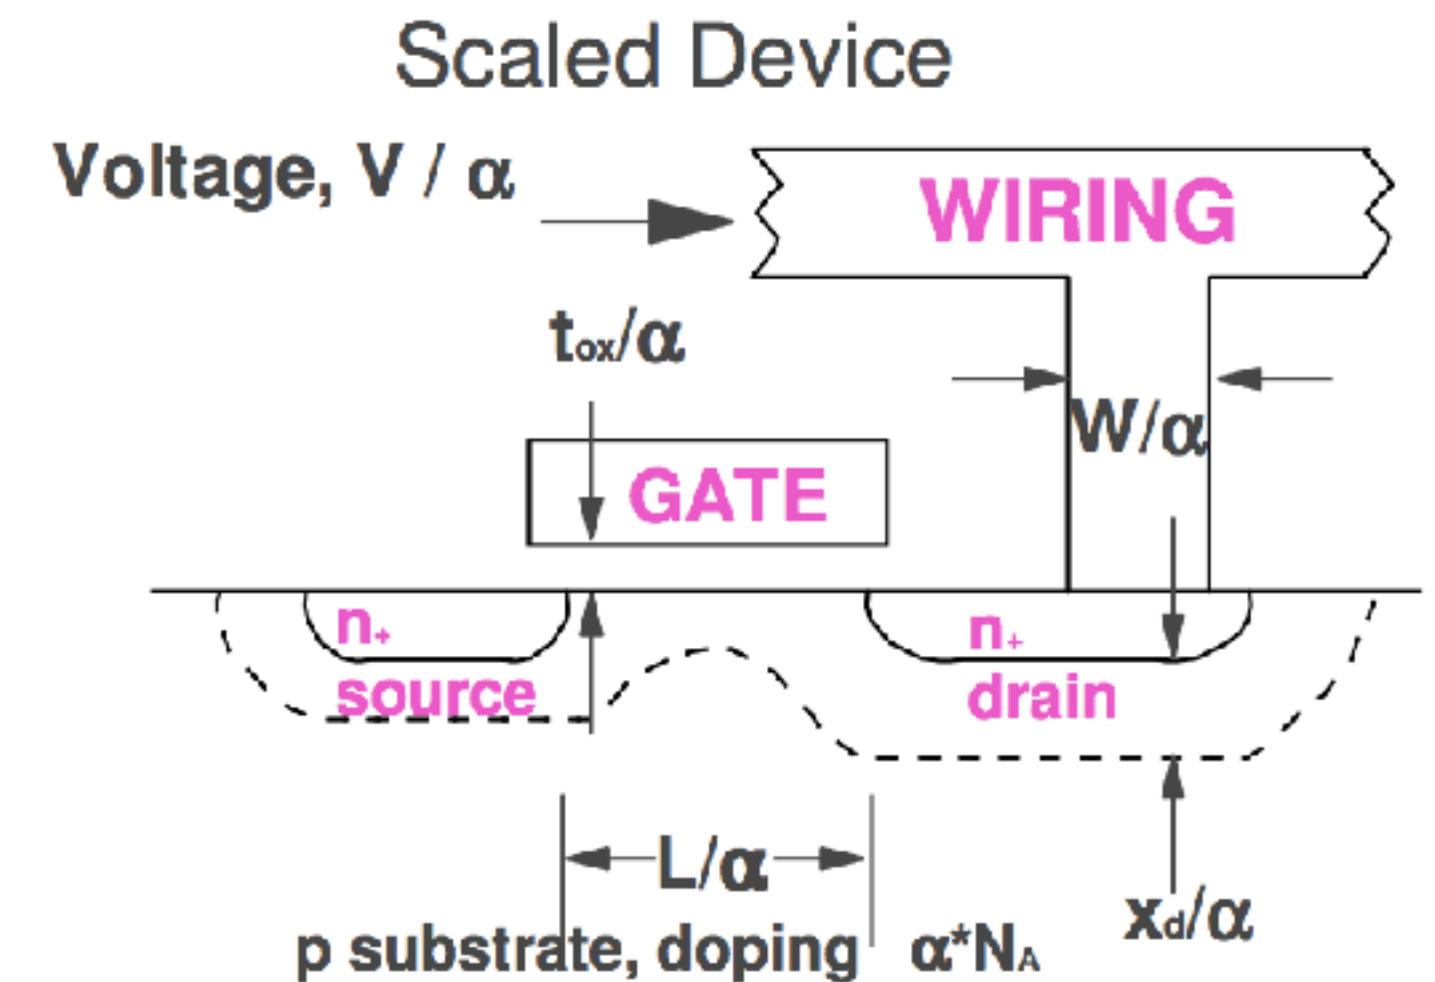 Scaled Device
Voltage, V / α
WIRING
tox/α
W/α
GATE
n+
n+
source
drain
L/α
xd/α
p substrate, doping α*NA